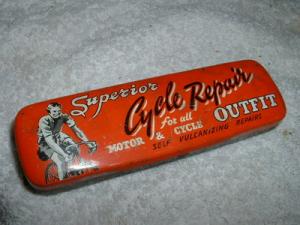 Superior
Cycle Repair
for all
MOTOR & CYCLE
OUTFIT
SELF VULCANIZING REPAIRS